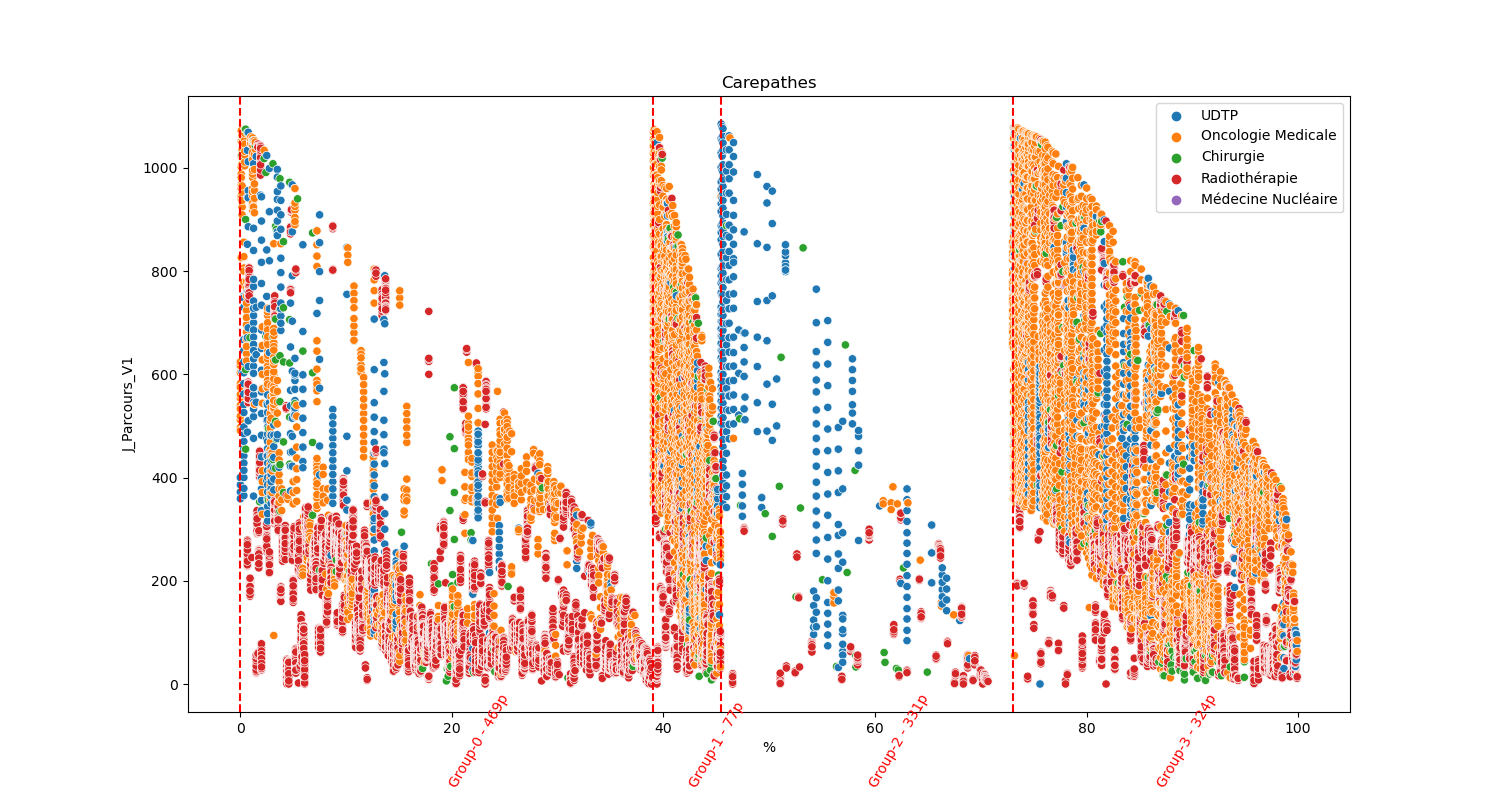 Carepathes
UDTP
Oncologie Medicale
Chirurgie
Radiothérapie
Médecine Nucléaire
J_Parcours_V1
1000
800
600
400
200
0
0 20 40 60 80 100
%
Group-0 - 469p
Group-1 - 77p
Group-2 - 331p
Group-3 - 324p